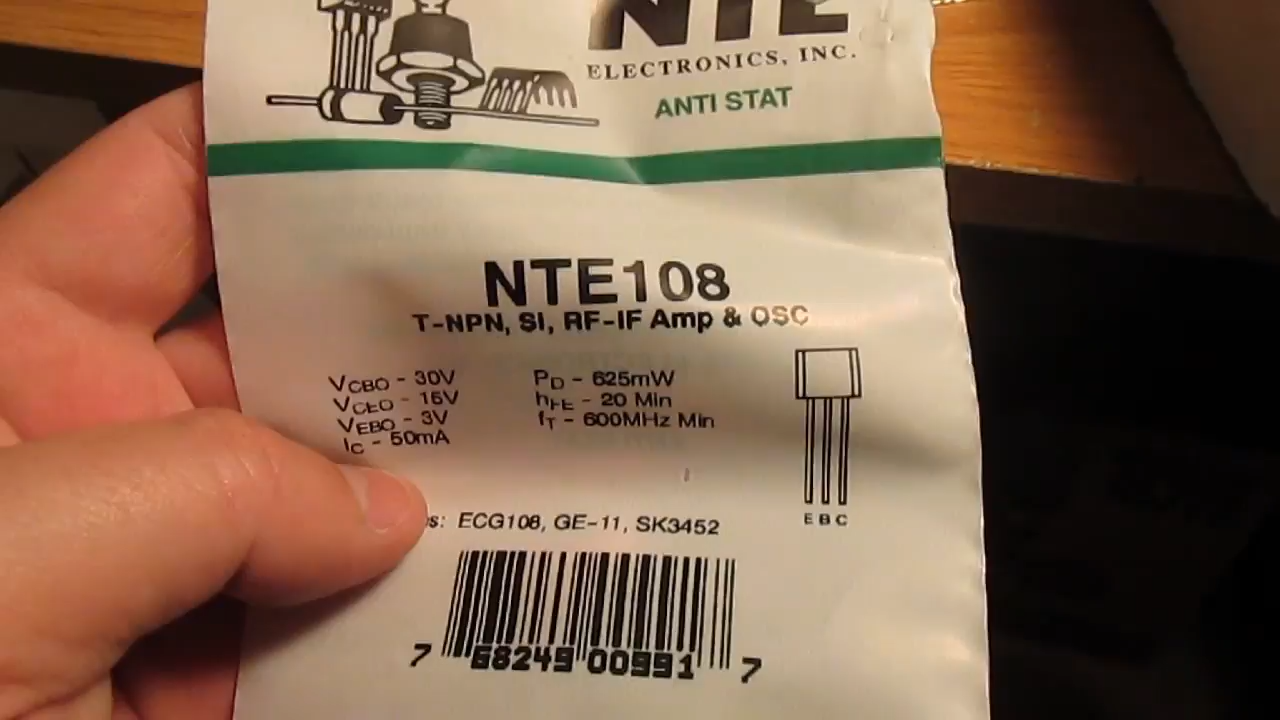 NTE
ELECTRONICS, INC.
ANTI STAT
NTE108
T-NPN, SI, RF-IF Amp & OSC
VCBO - 30V
VCEO - 15V
VEBO - 3V
IC - 50mA
PD - 625mW
hFE - 20 Min
fT - 600MHz Min
E B C
ECG108, GE-11, SK3452
7 68249 00991 7